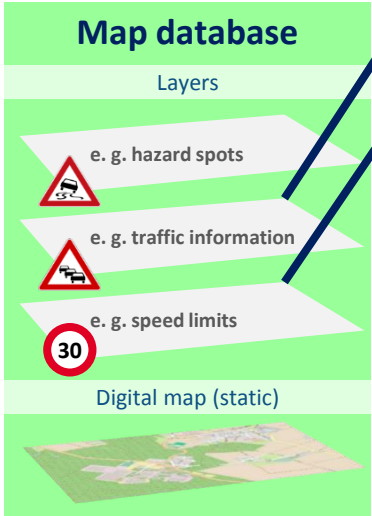 Map database
Layers
e. g. hazard spots
e. g. traffic information
e. g. speed limits
30
Digital map (static)